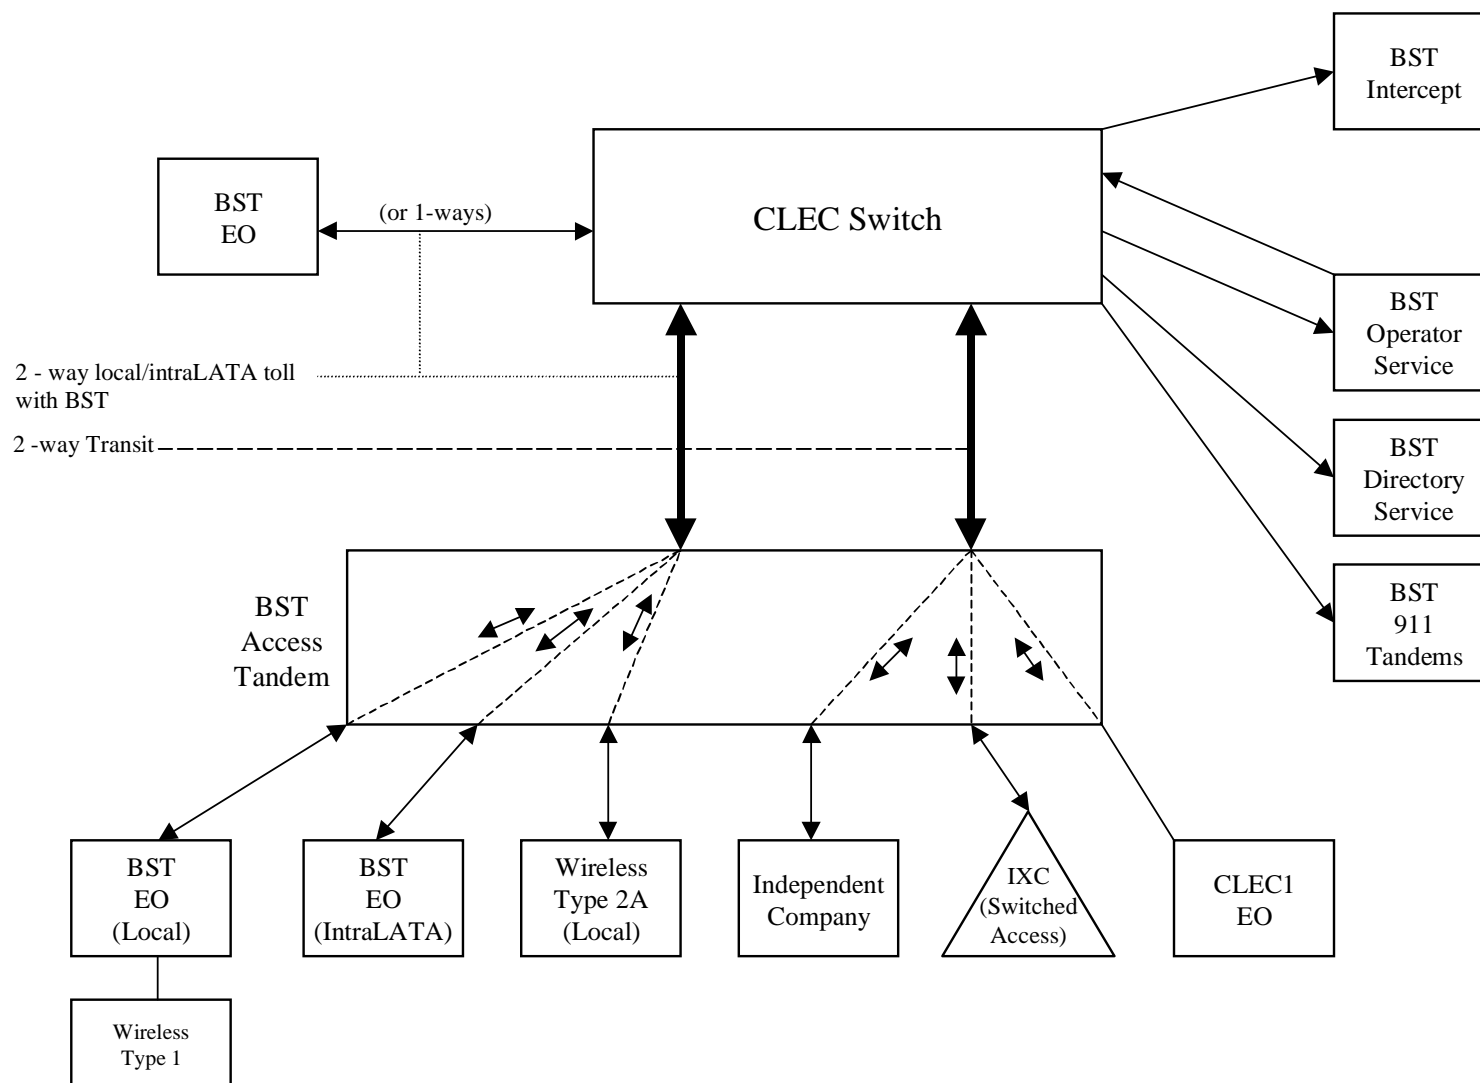 BST
Intercept
BST
EO
(or 1-ways)
CLEC Switch
BST
Operator
Service
2 - way local/intraLATA toll
with BST
2 -way Transit
BST
Directory
Service
BST
911
Tandems
BST
Access
Tandem
BST
EO
(Local)
BST
EO
(IntraLATA)
Wireless
Type 2A
(Local)
Independent
Company
IXC
(Switched
Access)
CLEC1
EO
Wireless
Type 1